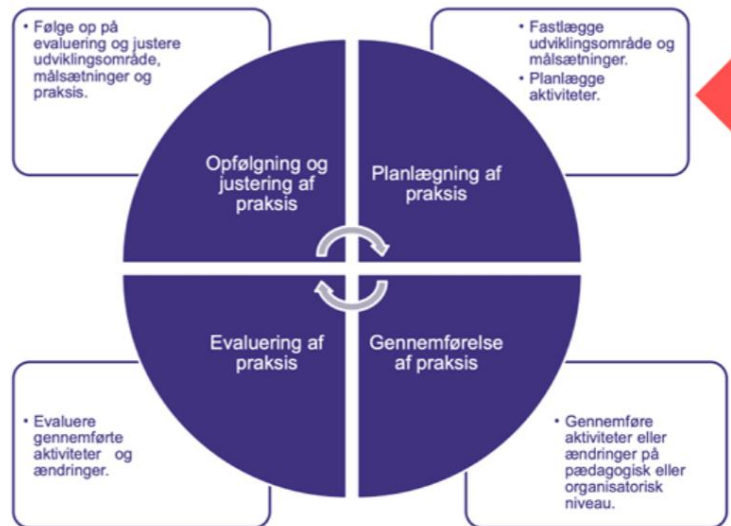 • Følge op på
evaluering og justere
udviklingsområde,
målsætninger og
praksis.
• Fastlægge
udviklingsområde og
målsætninger.
• Planlægge
aktiviteter.
Opfølgning og
justering af
praksis
Planlægning af
praksis
Evaluering af
praksis
Gennemførelse
af praksis
• Evaluere
gennemførte
aktiviteter og
ændringer.
• Gennemføre
aktiviteter eller
ændringer på
pædagogisk eller
organisatorisk
niveau.